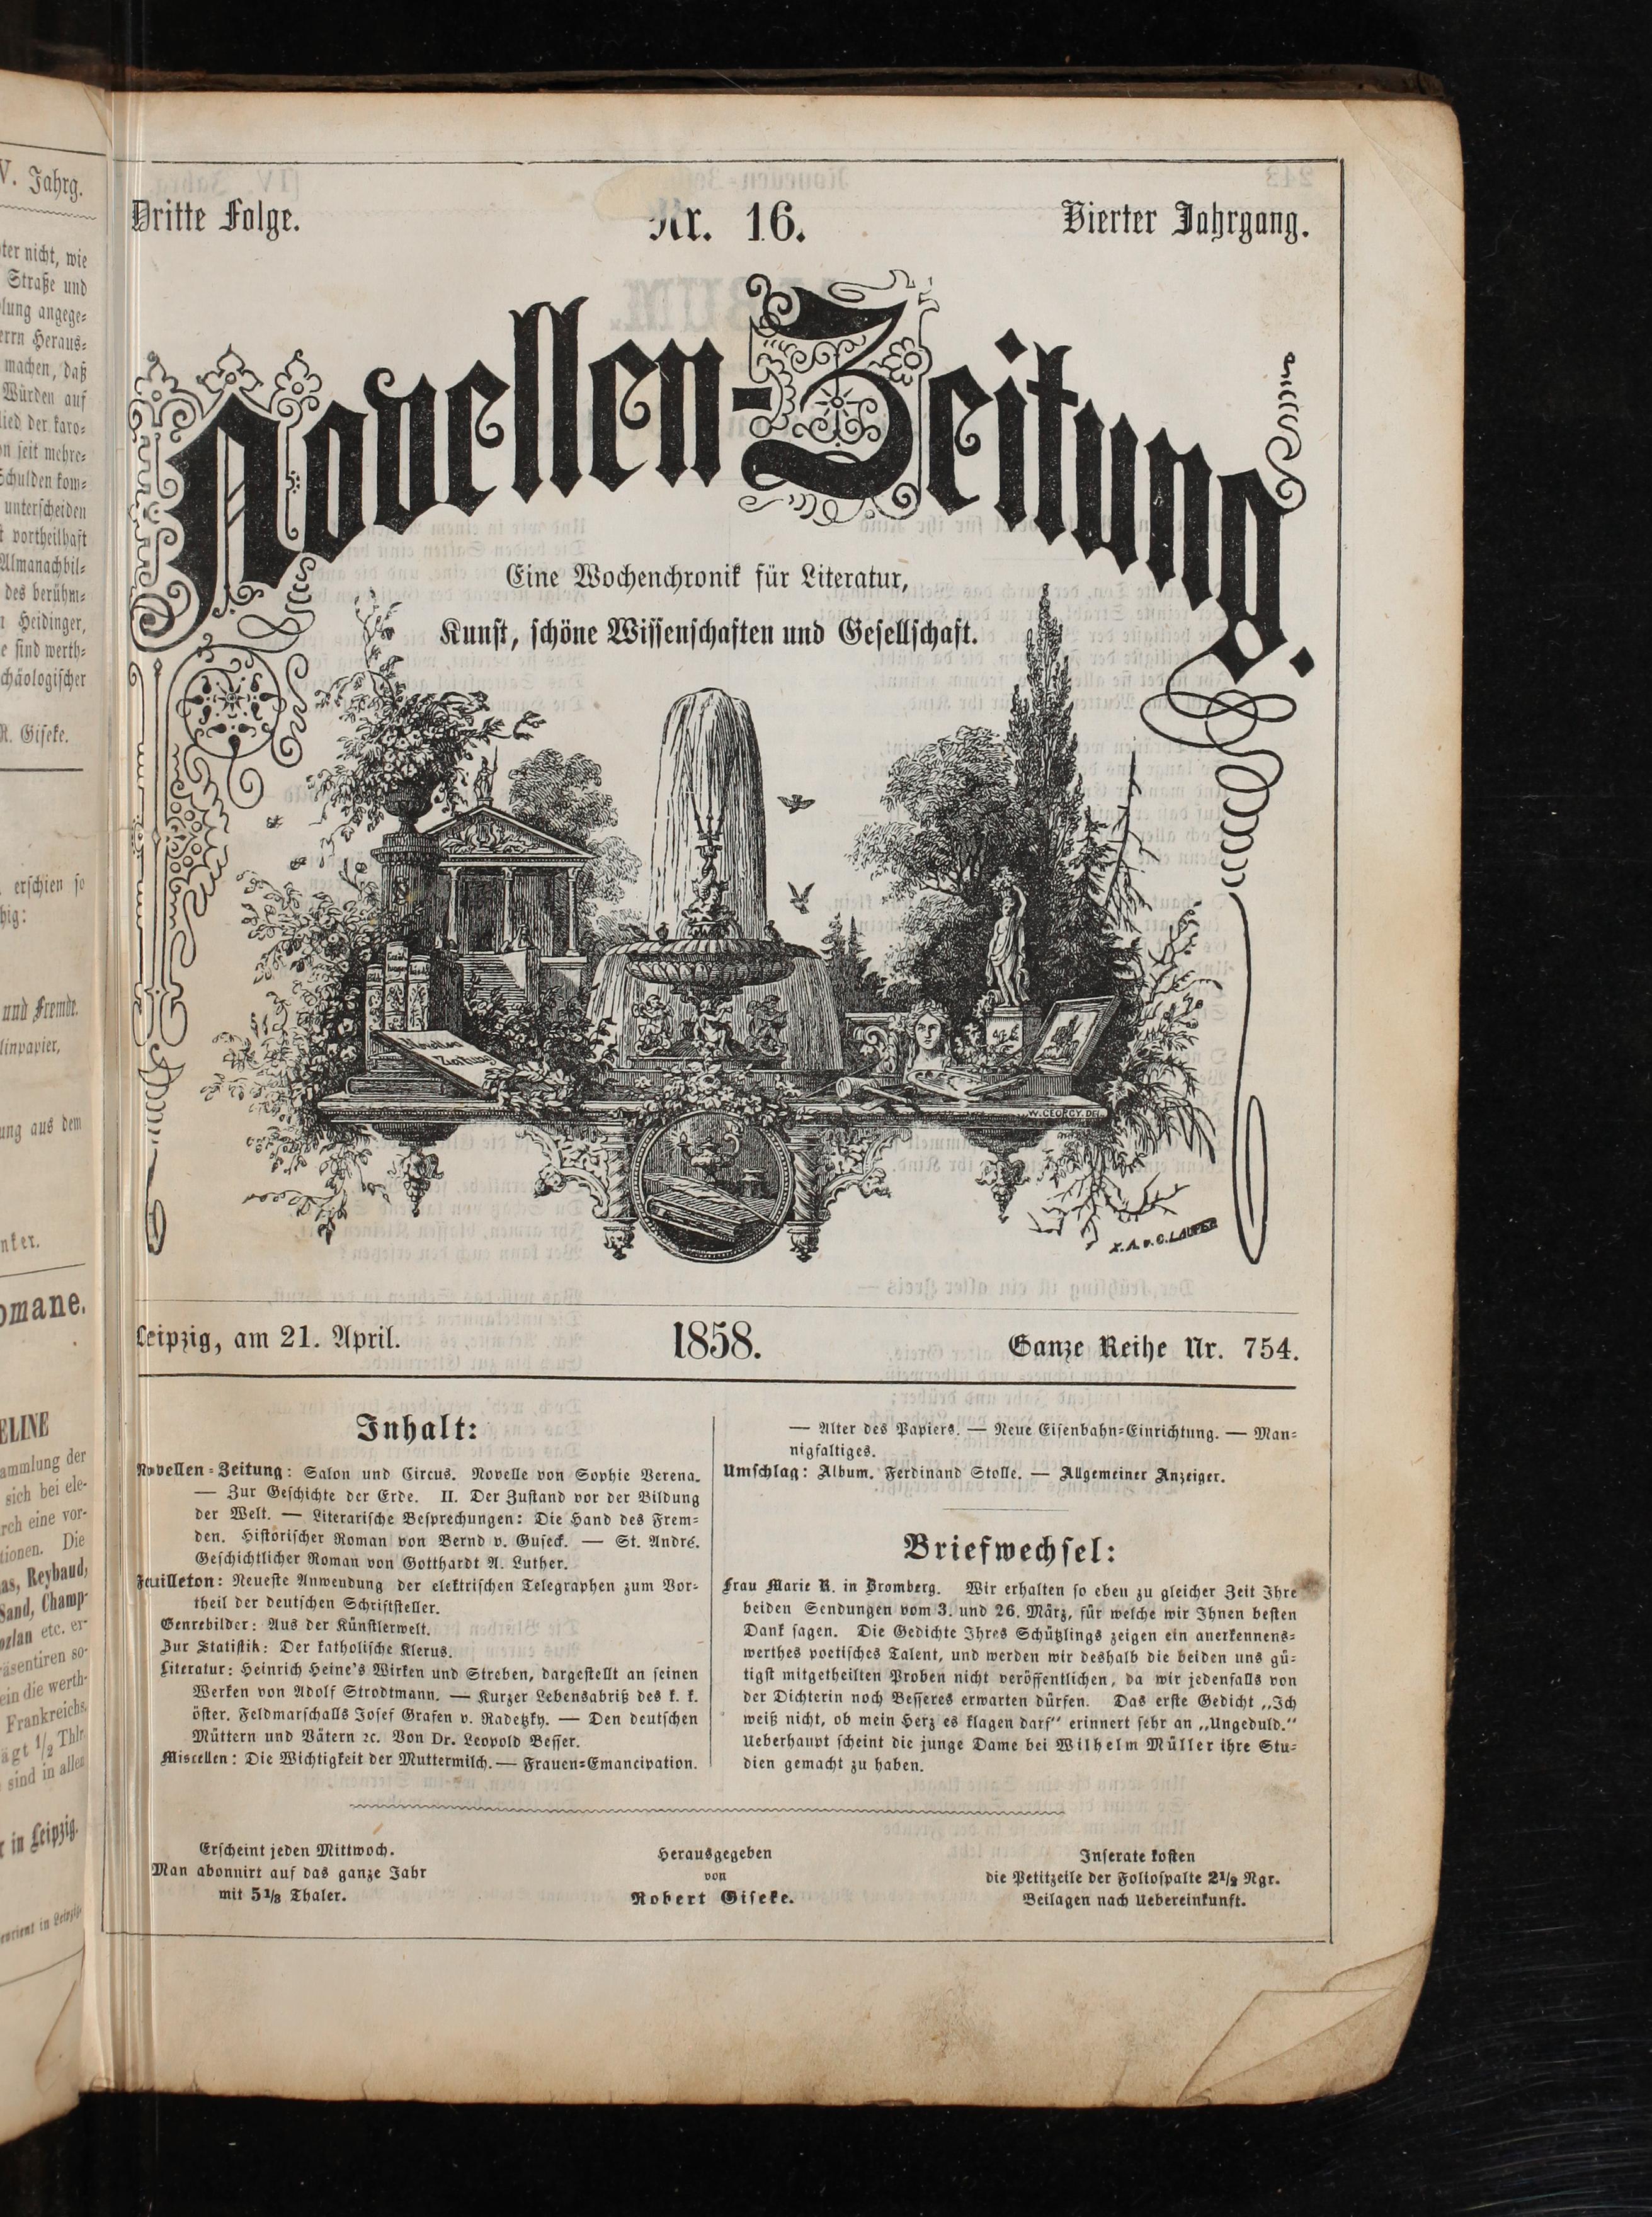 Dritte Folge.
Nr. 16.
Vierter Jahrgang.
Novellen-Zeitung.
Eine Wochenchronik für Literatur,
Kunst, schöne Wissenschaften und Gesellschaft.
Novellen
Zeitung
W. GEORGY. DEL.
X. A. v. C. LAUFER
Leipzig, am 21. April.
1858.
Ganze Reihe Nr. 754.
Inhalt:
Novellen-Zeitung: Salon und Circus. Novelle von Sophie Verena.
— Zur Geschichte der Erde. II. Der Zustand vor der Bildung
der Welt. — Literarische Besprechungen: Die Hand des Frem-
den. Historischer Roman von Bernd v. Guseck. — St. André.
Geschichtlicher Roman von Gotthardt A. Luther.
Feuilleton: Neueste Anwendung der elektrischen Telegraphen zum Vor-
theil der deutschen Schriftsteller.
Genrebilder: Aus der Künstlerwelt.
Zur Statistik: Der katholische Klerus.
Literatur: Heinrich Heine's Wirken und Streben, dargestellt an seinen
Werken von Adolf Strodtmann. — Kurzer Lebensabriß des k. k.
öster. Feldmarschalls Josef Grafen v. Radetzky. — Den deutschen
Müttern und Vätern ꝛc. Von Dr. Leopold Besser.
Miscellen: Die Wichtigkeit der Muttermilch. — Frauen-Emancipation.
— Alter des Papiers. — Neue Eisenbahn-Einrichtung. — Man-
nigfaltiges.
Umschlag: Album. Ferdinand Stolle. — Allgemeiner Anzeiger.
Briefwechsel:
Frau Marie R. in Bromberg. Wir erhalten so eben zu gleicher Zeit Ihre
beiden Sendungen vom 3. und 26. März, für welche wir Ihnen besten
Dank sagen. Die Gedichte Ihres Schützlings zeigen ein anerkennens-
werthes poetisches Talent, und werden wir deshalb die beiden uns gü-
tigst mitgetheilten Proben nicht veröffentlichen, da wir jedenfalls von
der Dichterin noch Besseres erwarten dürfen. Das erste Gedicht „Ich
weiß nicht, ob mein Herz es klagen darf“ erinnert sehr an „Ungeduld.“
Ueberhaupt scheint die junge Dame bei Wilhelm Müller ihre Stu-
dien gemacht zu haben.
Erscheint jeden Mittwoch.
Man abonnirt auf das ganze Jahr
mit 5⅓ Thaler.
Herausgegeben
von
Robert Giseke.
Inserate kosten
die Petitzeile der Foliospalte 2½ Ngr.
Beilagen nach Uebereinkunft.